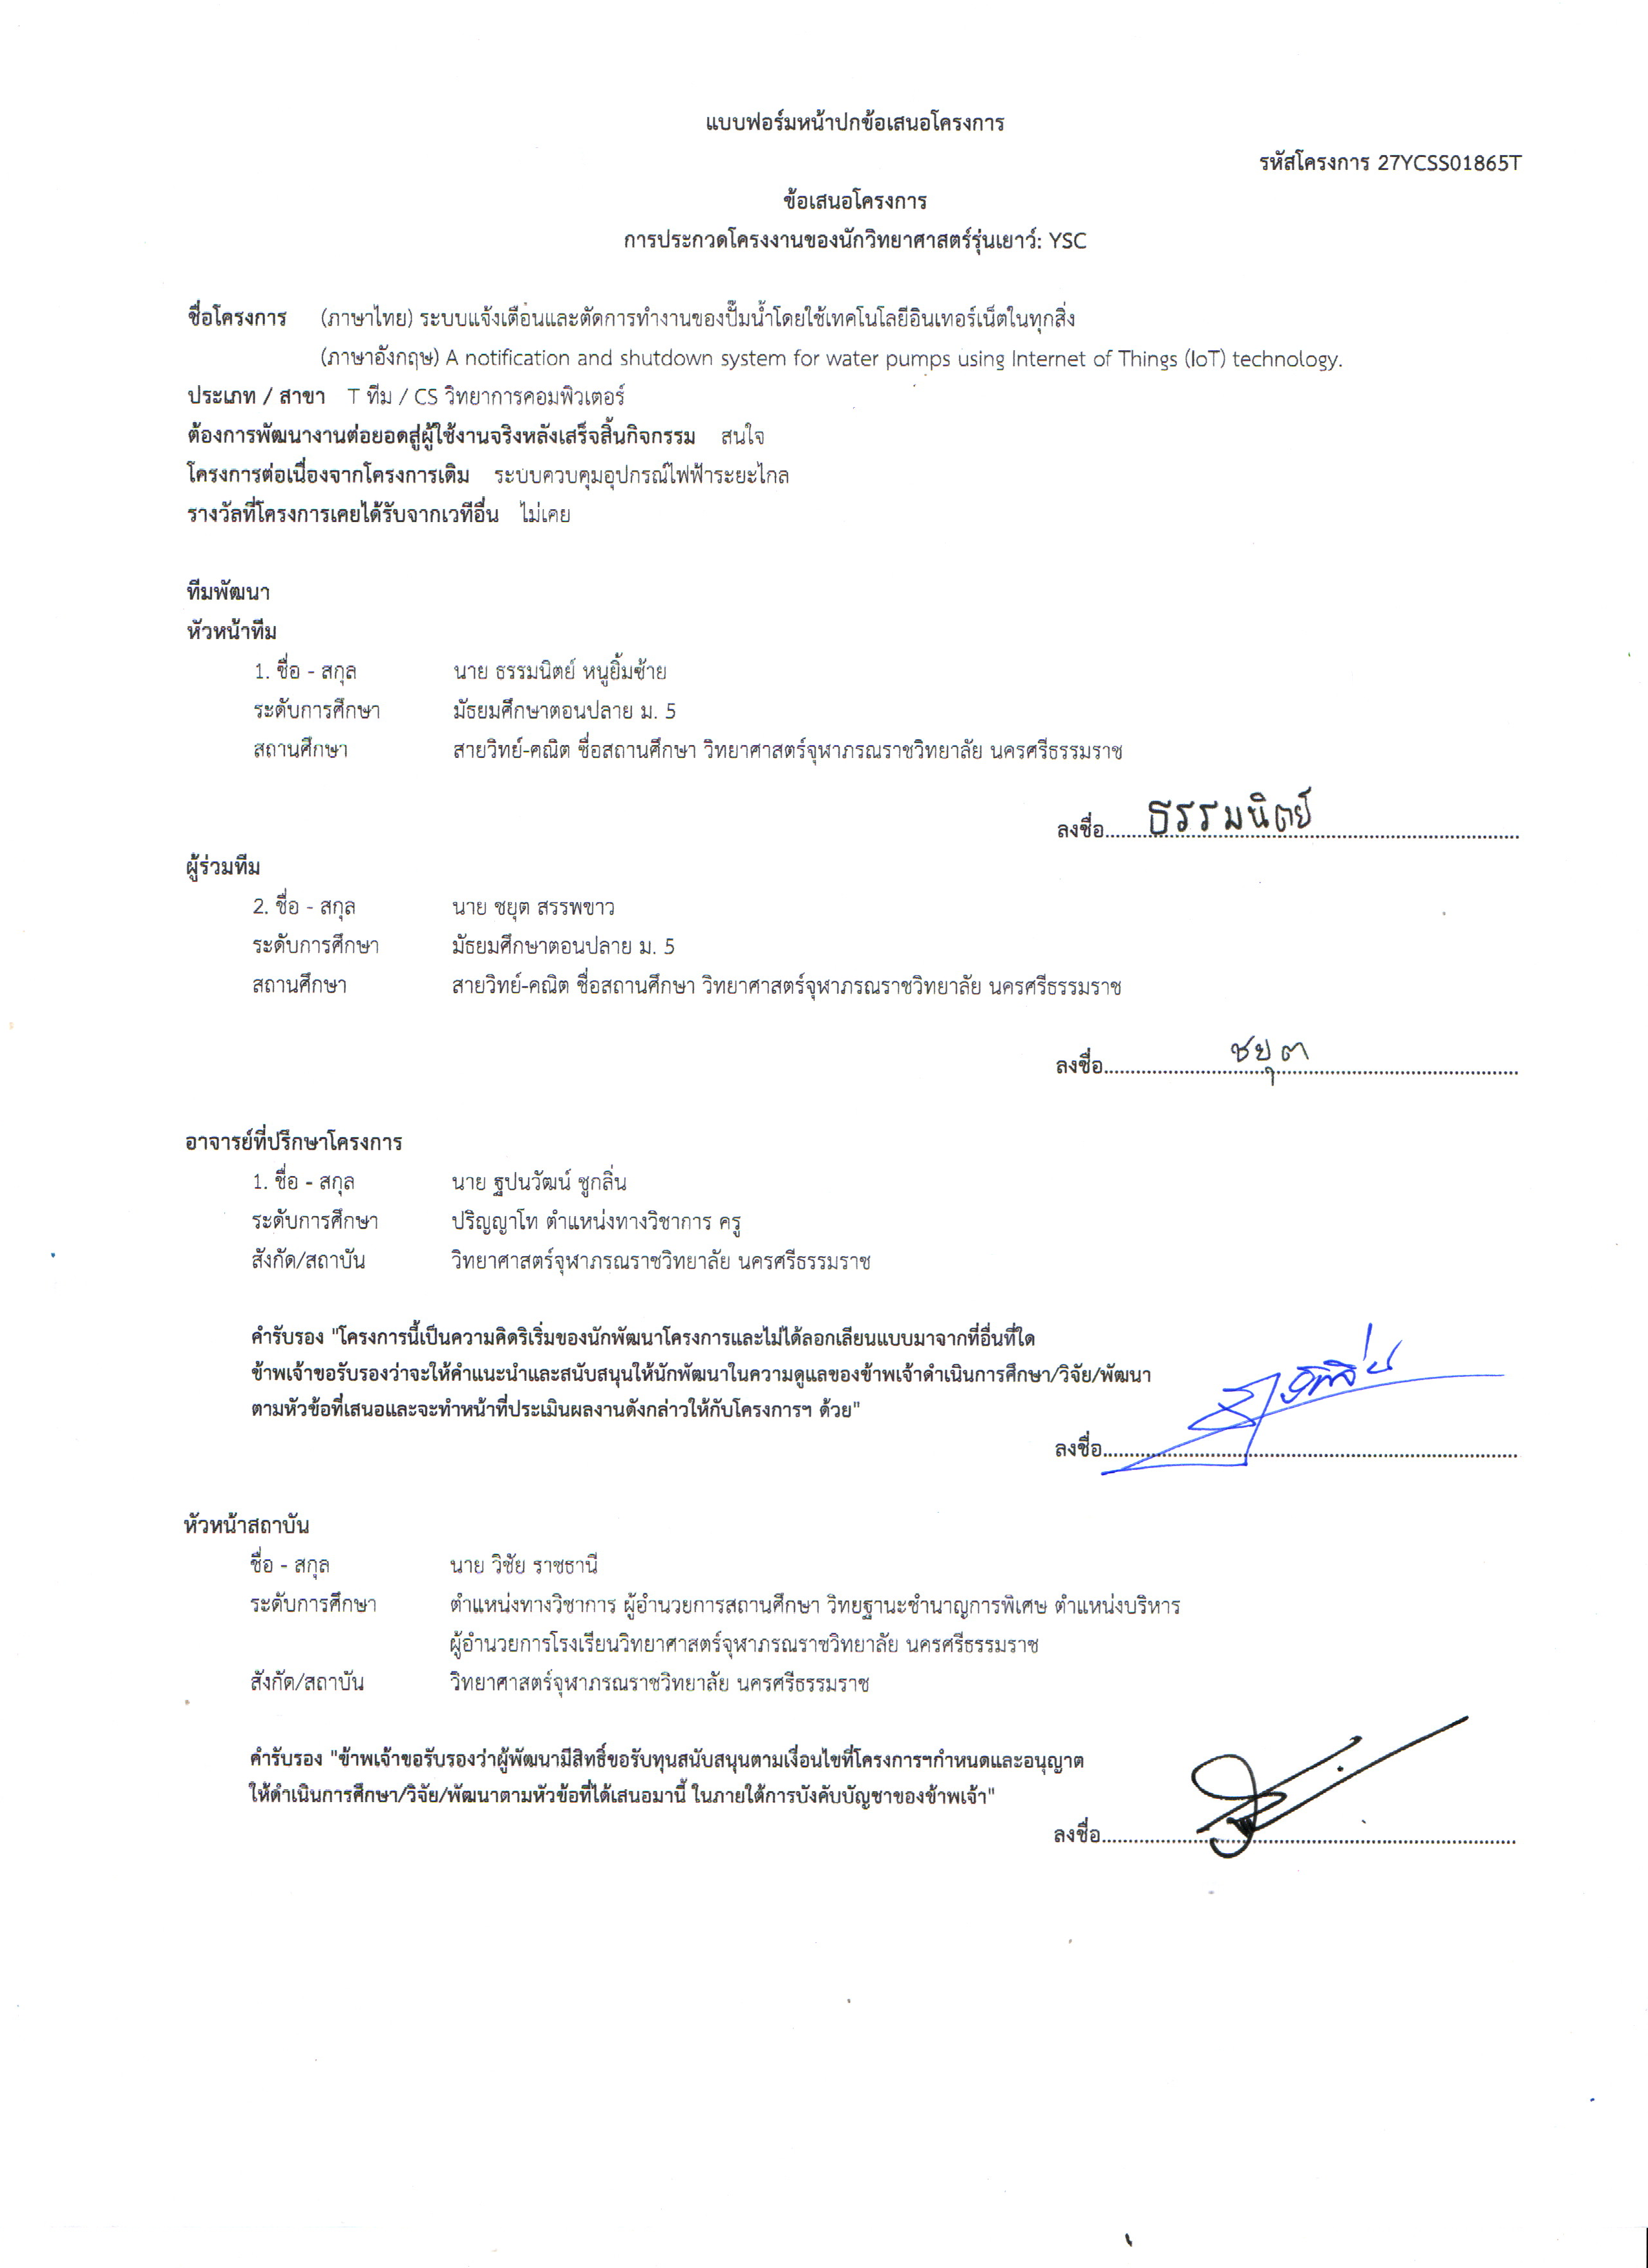 แบบฟอร์มหน้าปกข้อเสนอโครงการ
รหัสโครงการ 27YCSS01865T
ข้อเสนอโครงการ
การประกวดโครงงานของนักวิทยาศาสตร์รุ่นเยาว์: YSC
ชื่อโครงการ (ภาษาไทย) ระบบแจ้งเตือนและตัดการทำงานของปั๊มน้ำโดยใช้เทคโนโลยีอินเทอร์เน็ตในทุกสิ่ง
(ภาษาอังกฤษ) A notification and shutdown system for water pumps using Internet of Things (IoT) technology.
ประเภท / สาขา T ทีม / CS วิทยาการคอมพิวเตอร์
ต้องการพัฒนางานต่อยอดสู่ผู้ใช้งานจริงหลังเสร็จสิ้นกิจกรรม สนใจ
โครงการต่อเนื่องจากโครงการเดิม ระบบควบคุมอุปกรณ์ไฟฟ้าระยะไกล
รางวัลที่โครงการเคยได้รับจากเวทีอื่น ไม่เคย
ทีมพัฒนา
หัวหน้าทีม
1. ชื่อ - สกุล นาย ธรรมนิตย์ หนูยิ้มซ้าย
ระดับการศึกษา มัธยมศึกษาตอนปลาย ม. 5
สถานศึกษา สายวิทย์-คณิต ชื่อสถานศึกษา วิทยาศาสตร์จุฬาภรณราชวิทยาลัย นครศรีธรรมราช
ลงชื่อ ธรรมนิตย์
ผู้ร่วมทีม
2. ชื่อ - สกุล นาย ชยุต สรรพขาว
ระดับการศึกษา มัธยมศึกษาตอนปลาย ม. 5
สถานศึกษา สายวิทย์-คณิต ชื่อสถานศึกษา วิทยาศาสตร์จุฬาภรณราชวิทยาลัย นครศรีธรรมราช
ลงชื่อ ชยุต
อาจารย์ที่ปรึกษาโครงการ
1. ชื่อ - สกุล นาย ฐปนวัฒน์ ชูกลิ่น
ระดับการศึกษา ปริญญาโท ตำแหน่งทางวิชาการ ครู
สังกัด/สถาบัน วิทยาศาสตร์จุฬาภรณราชวิทยาลัย นครศรีธรรมราช
คำรับรอง "โครงการนี้เป็นความคิดริเริ่มของนักพัฒนาโครงการและไม่ได้ลอกเลียนแบบมาจากที่อื่นที่ใด
ข้าพเจ้าขอรับรองว่าจะให้คำแนะนำและสนับสนุนให้นักพัฒนาในความดูแลของข้าพเจ้าดำเนินการศึกษา/วิจัย/พัฒนา
ตามหัวข้อที่เสนอและจะทำหน้าที่ประเมินผลงานดังกล่าวให้กับโครงการฯ ด้วย"
ลงชื่อ
หัวหน้าสถาบัน
ชื่อ - สกุล นาย วิชัย ราชธานี
ระดับการศึกษา ตำแหน่งทางวิชาการ ผู้อำนวยการสถานศึกษา วิทยฐานะชำนาญการพิเศษ ตำแหน่งบริหาร
ผู้อำนวยการโรงเรียนวิทยาศาสตร์จุฬาภรณราชวิทยาลัย นครศรีธรรมราช
สังกัด/สถาบัน วิทยาศาสตร์จุฬาภรณราชวิทยาลัย นครศรีธรรมราช
คำรับรอง "ข้าพเจ้าขอรับรองว่าผู้พัฒนามีสิทธิ์ขอรับทุนสนับสนุนตามเงื่อนไขที่โครงการฯกำหนดและอนุญาต
ให้ดำเนินการศึกษา/วิจัย/พัฒนาตามหัวข้อที่ได้เสนอมานี้ ในภายใต้การบังคับบัญชาของข้าพเจ้า"
ลงชื่อ